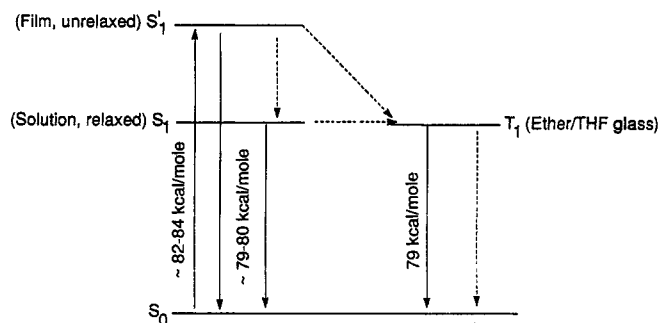 (Film, unrelaxed) S'1
(Solution, relaxed) S1
T1 (Ether/THF glass)
~ 82-84 kcal/mole
~ 79-80 kcal/mole
79 kcal/mole
S0